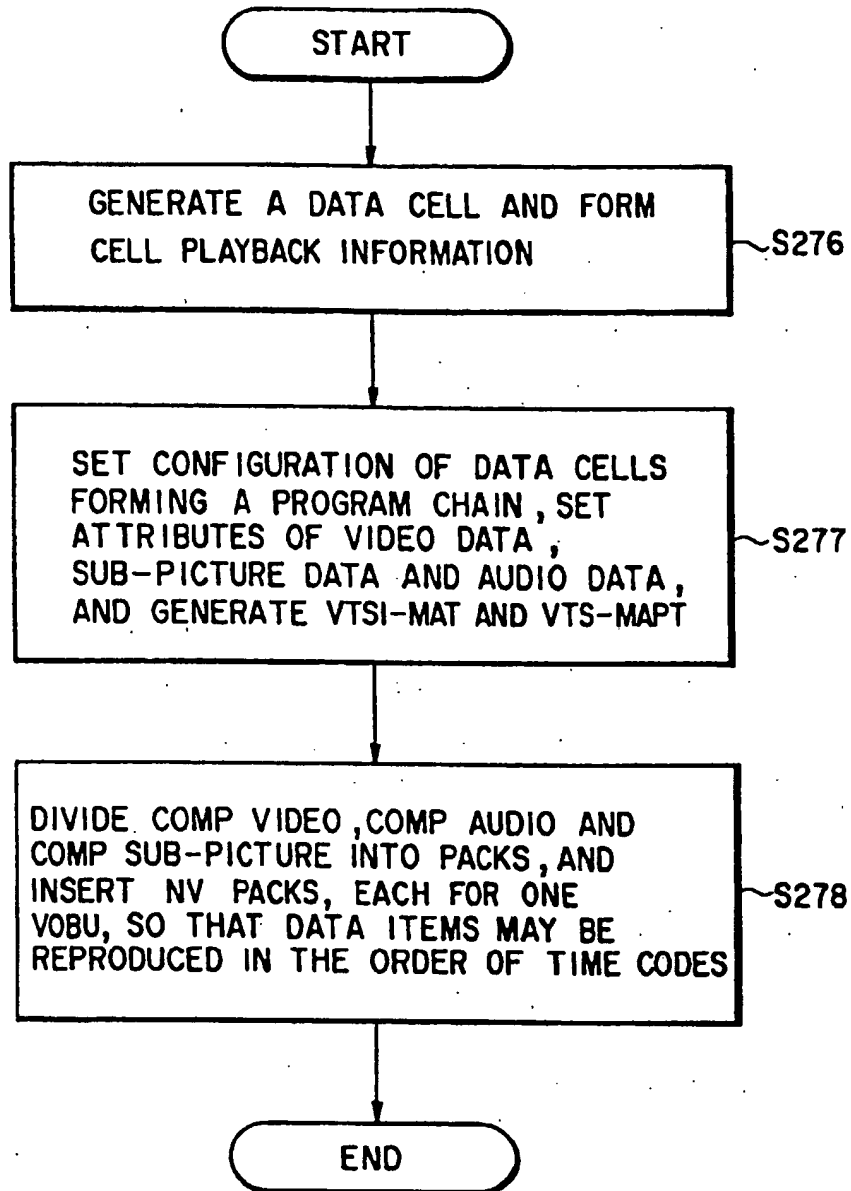 START
GENERATE A DATA CELL AND FORM
CELL PLAYBACK INFORMATION
S276
SET CONFIGURATION OF DATA CELLS
FORMING A PROGRAM CHAIN, SET
ATTRIBUTES OF VIDEO DATA,
SUB-PICTURE DATA AND AUDIO DATA,
AND GENERATE VTSI-MAT AND VTS-MAPT
S277
DIVIDE COMP VIDEO, COMP AUDIO AND
COMP SUB-PICTURE INTO PACKS, AND
INSERT NV PACKS, EACH FOR ONE
VOBU, SO THAT DATA ITEMS MAY BE
REPRODUCED IN THE ORDER OF TIME CODES
S278
END